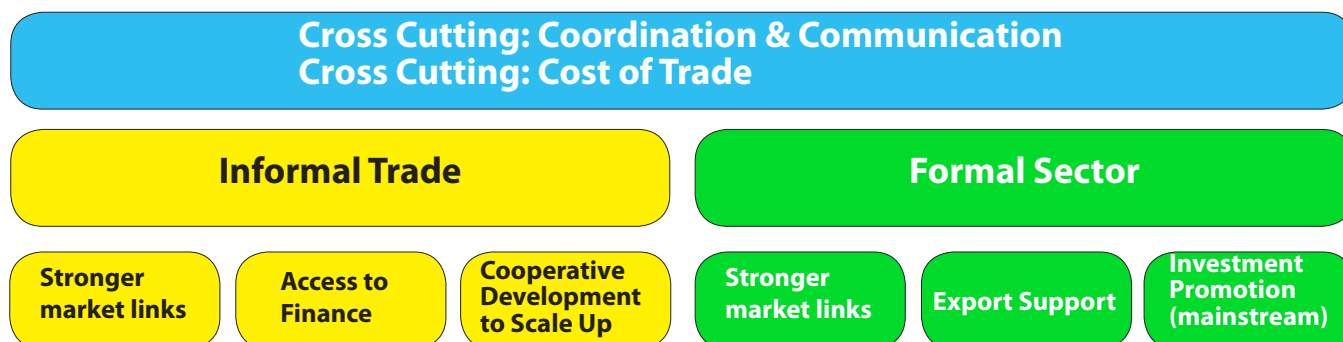 Cross Cutting: Coordination & Communication
Cross Cutting: Cost of Trade
Informal Trade
Formal Sector
Stronger
market links
Access to
Finance
Cooperative
Development
to Scale Up
Stronger
market links
Export Support
Investment
Promotion
(mainstream)